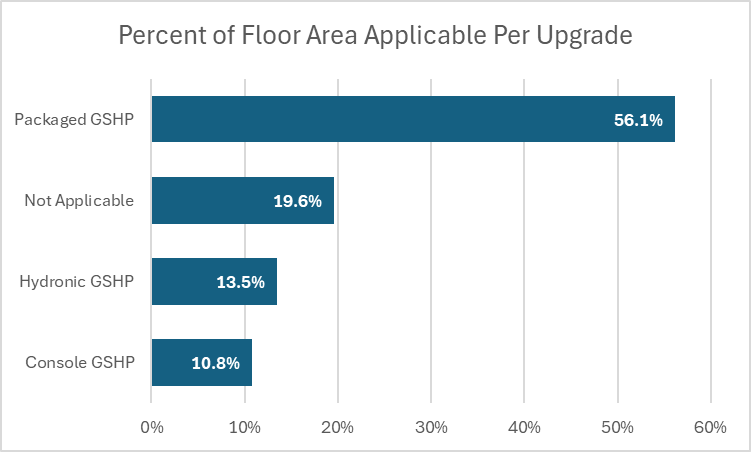 Percent of Floor Area Applicable Per Upgrade
Packaged GSHP 56.1%
Not Applicable 19.6%
Hydronic GSHP 13.5%
Console GSHP 10.8%
0% 10% 20% 30% 40% 50% 60%